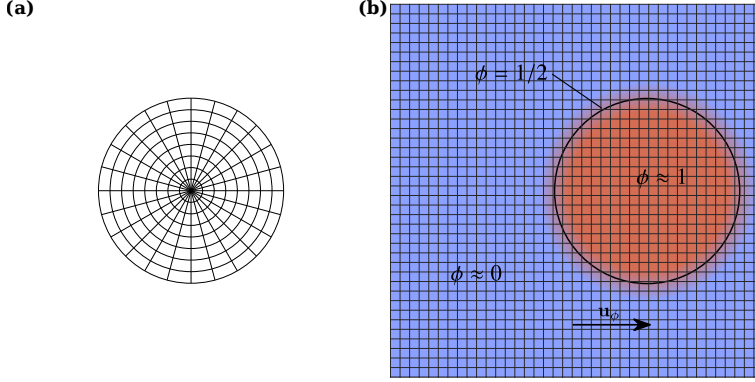 (a)
(b)
ϕ = 1/2
ϕ ≈ 1
ϕ ≈ 0
u_ϕ